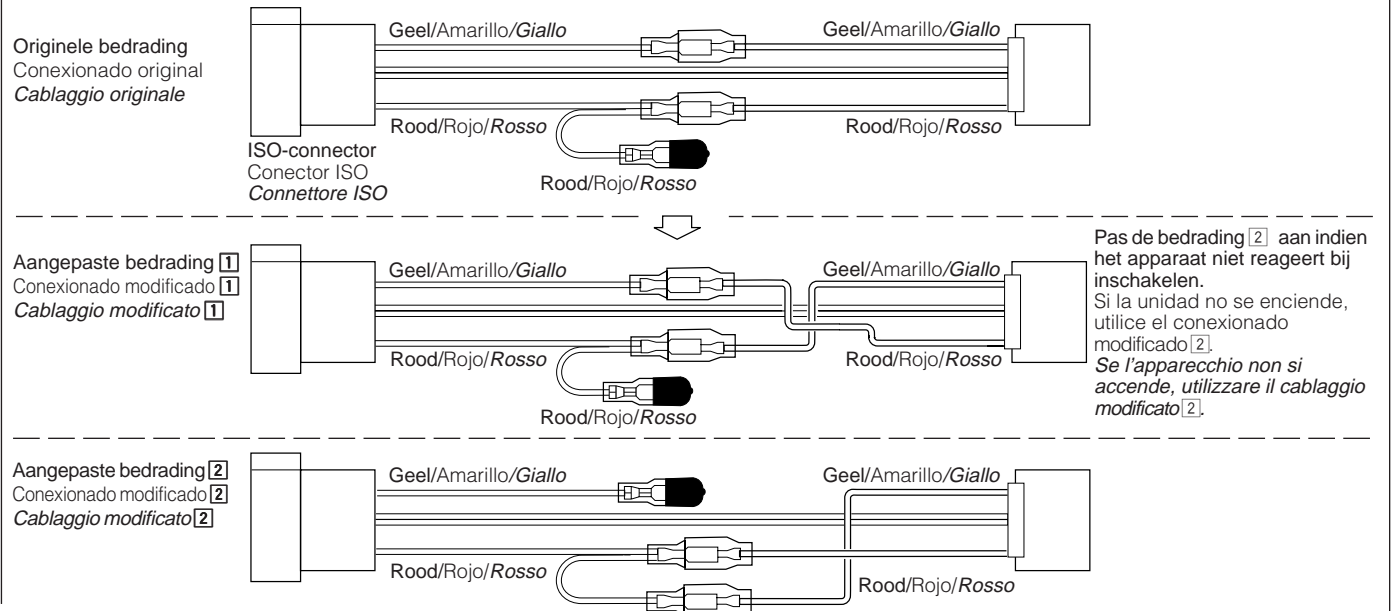 Originele bedrading
Conexionado original
Cablaggio originale
Geel/Amarillo/Giallo
Geel/Amarillo/Giallo
Rood/Rojo/Rosso
Rood/Rojo/Rosso
ISO-connector
Conector ISO
Connettore ISO
Rood/Rojo/Rosso
Aangepaste bedrading 1
Conexionado modificado 1
Cablaggio modificato 1
Geel/Amarillo/Giallo
Geel/Amarillo/Giallo
Rood/Rojo/Rosso
Rood/Rojo/Rosso
Rood/Rojo/Rosso
Pas de bedrading 2 aan indien
het apparaat niet reageert bij
inschakelen.
Si la unidad no se enciende,
utilice el conexionado
modificado 2.
Se l'apparecchio non si
accende, utilizzare il cablaggio
modificato 2.
Aangepaste bedrading 2
Conexionado modificado 2
Cablaggio modificato 2
Geel/Amarillo/Giallo
Geel/Amarillo/Giallo
Rood/Rojo/Rosso
Rood/Rojo/Rosso